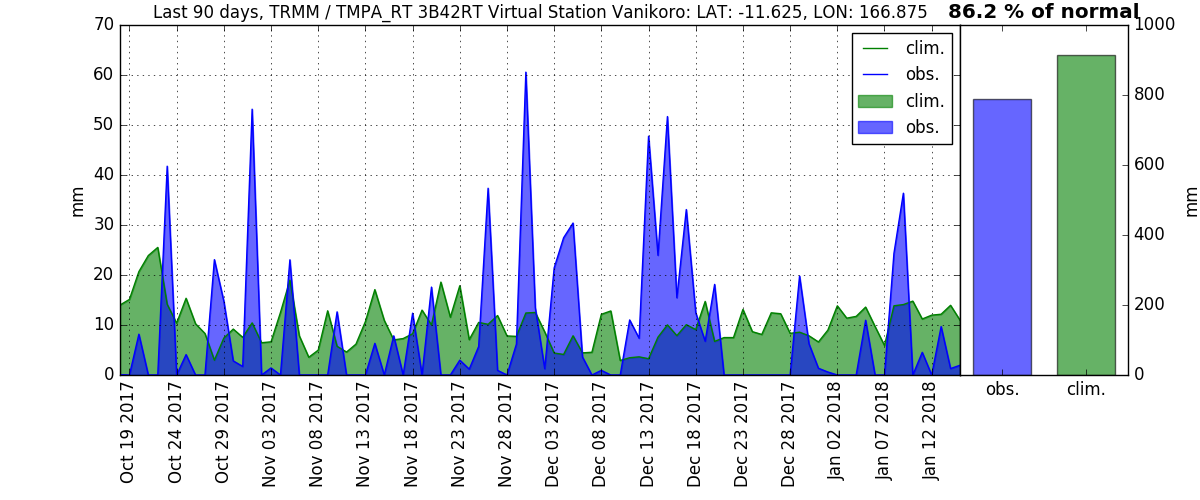 Last 90 days, TRMM / TMPA_RT 3B42RT Virtual Station Vanikoro: LAT: -11.625, LON: 166.875
86.2 % of normal
70
60
50
40
30
20
10
0
mm
clim.
obs.
clim.
obs.
1000
800
600
400
200
0
mm
Oct 19 2017
Oct 24 2017
Oct 29 2017
Nov 03 2017
Nov 08 2017
Nov 13 2017
Nov 18 2017
Nov 23 2017
Nov 28 2017
Dec 03 2017
Dec 08 2017
Dec 13 2017
Dec 18 2017
Dec 23 2017
Dec 28 2017
Jan 02 2018
Jan 07 2018
Jan 12 2018
obs.
clim.